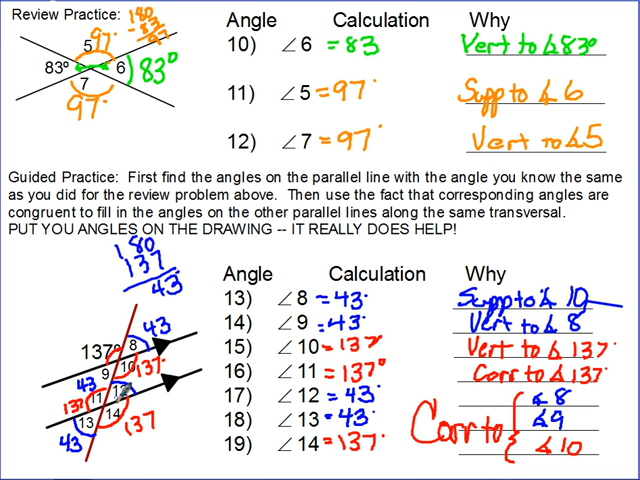 Review Practice:
180
- 83
97
5 97°
83° 6 83°
7
97°
Angle Calculation Why
10) ∠6 = 83 Vert to ∡83°
11) ∠5 = 97° Supp to ∡6
12) ∠7 = 97° Vert to ∡5
Guided Practice: First find the angles on the parallel line with the angle you know the same
as you did for the review problem above. Then use the fact that corresponding angles are
congruent to fill in the angles on the other parallel lines along the same transversal.
PUT YOU ANGLES ON THE DRAWING -- IT REALLY DOES HELP!
180
137
43
137° 8 43°
9 10 137°
43
137° 11 12
13 14 137
43
Angle Calculation Why
13) ∠8 = 43° Supp to ∡10
14) ∠9 = 43° Vert to ∡8
15) ∠10 = 137° Vert to ∡137°
16) ∠11 = 137° Corr to ∡137°
17) ∠12 = 43° Corr to { ∡8
18) ∠13 = 43° ∡9
19) ∠14 = 137° ∡10